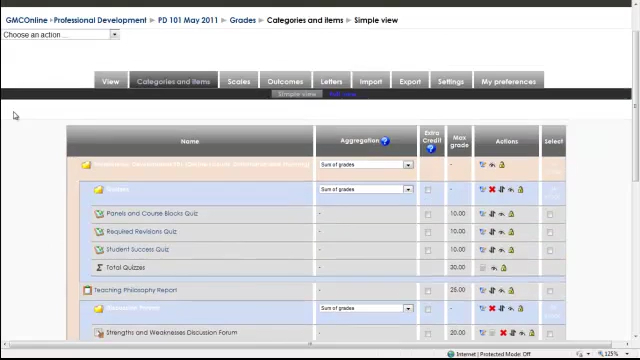 GMCOnline ▸ Professional Development ▸ PD 101 May 2011 ▸ Grades ▸ Categories and items ▸ Simple view
Choose an action...
View Categories and items Scales Outcomes Letters Import Export Settings My preferences
Simple view Full view
Name Aggregation Extra Credit Max grade Actions Select
Sum of grades -
Quizzes Sum of grades -
Panels and Course Blocks Quiz - 10.00
Required Revisions Quiz - 10.00
Student Success Quiz - 10.00
Σ Total Quizzes - 30.00
Teaching Philosophy Report - 25.00
Discussion Forums Sum of grades -
Strengths and Weaknesses Discussion Forum - 20.00
Internet | Protected Mode: Off 125%